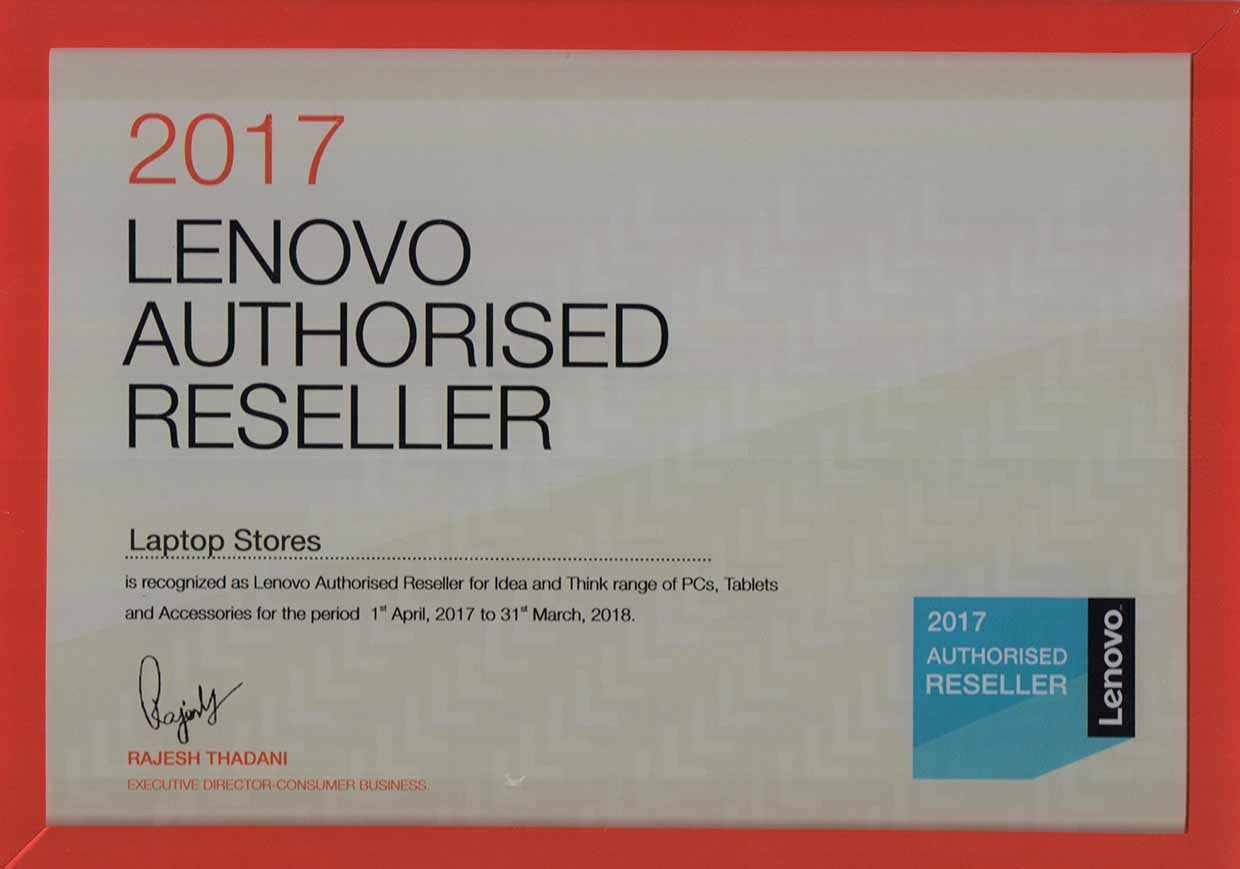 2017
LENOVO
AUTHORISED
RESELLER
Laptop Stores
is recognized as Lenovo Authorised Reseller for Idea and Think range of PCs, Tablets
and Accessories for the period 1st April, 2017 to 31st March, 2018.
Rajesh
RAJESH THADANI
EXECUTIVE DIRECTOR-CONSUMER BUSINESS.
2017
AUTHORISED
RESELLER
Lenovo